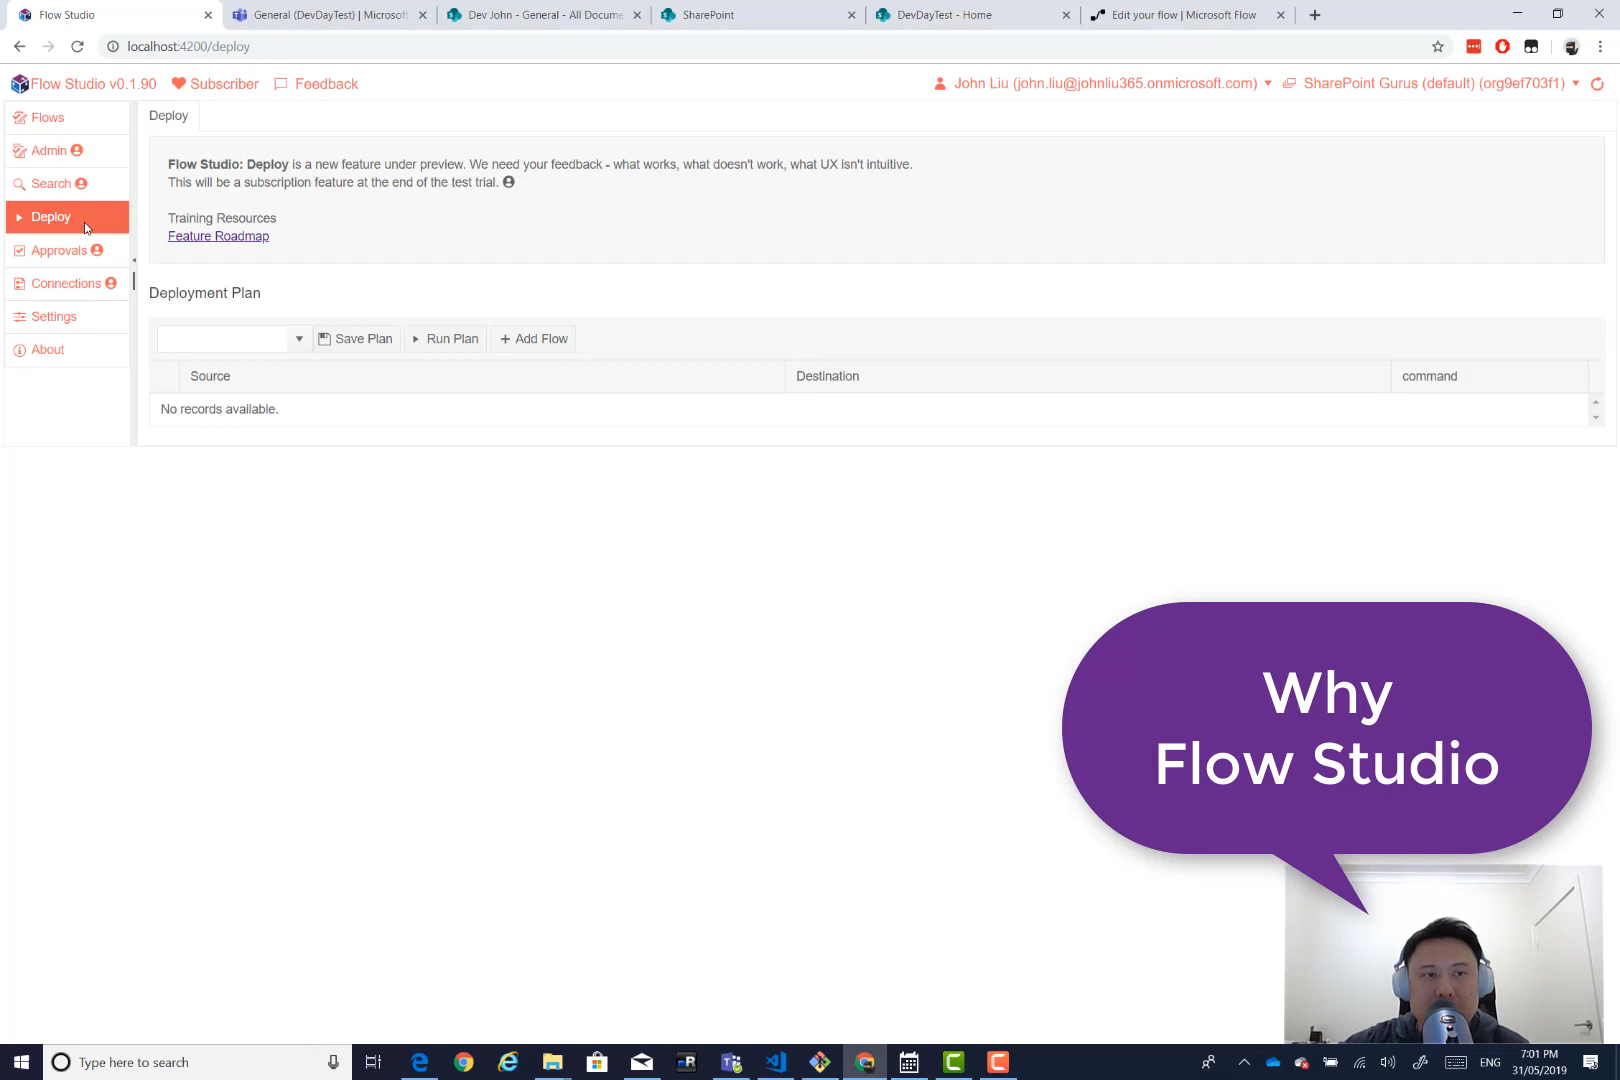 Flow Studio
General (DevDayTest) | Microsoft
Dev John - General - All Docume
SharePoint
DevDayTest - Home
Edit your flow | Microsoft Flow
localhost:4200/deploy
Flow Studio v0.1.90
Subscriber
Feedback
John Liu (john.liu@johnliu365.onmicrosoft.com)
SharePoint Gurus (default) (org9ef703f1)
Flows
Admin
Search
Deploy
Approvals
Connections
Settings
About
Deploy
Flow Studio: Deploy is a new feature under preview. We need your feedback - what works, what doesn't work, what UX isn't intuitive.
This will be a subscription feature at the end of the test trial.
Training Resources
Feature Roadmap
Deployment Plan
Save Plan
Run Plan
+ Add Flow
Source
Destination
command
No records available.
Why
Flow Studio
Type here to search
ENG
7:01 PM
31/05/2019